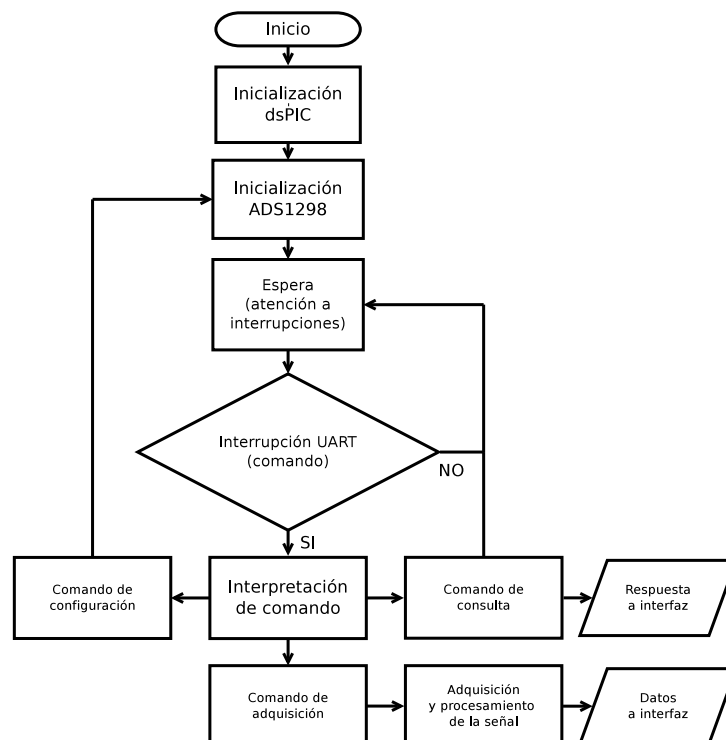 Inicio
Inicialización
dsPIC
Inicialización
ADS1298
Espera
(atención a
interrupciones)
Interrupción UART
(comando)
NO
SI
Comando de
configuración
Interpretación
de comando
Comando de
consulta
Respuesta
a interfaz
Comando de
adquisición
Adquisición
y procesamiento
de la señal
Datos
a interfaz